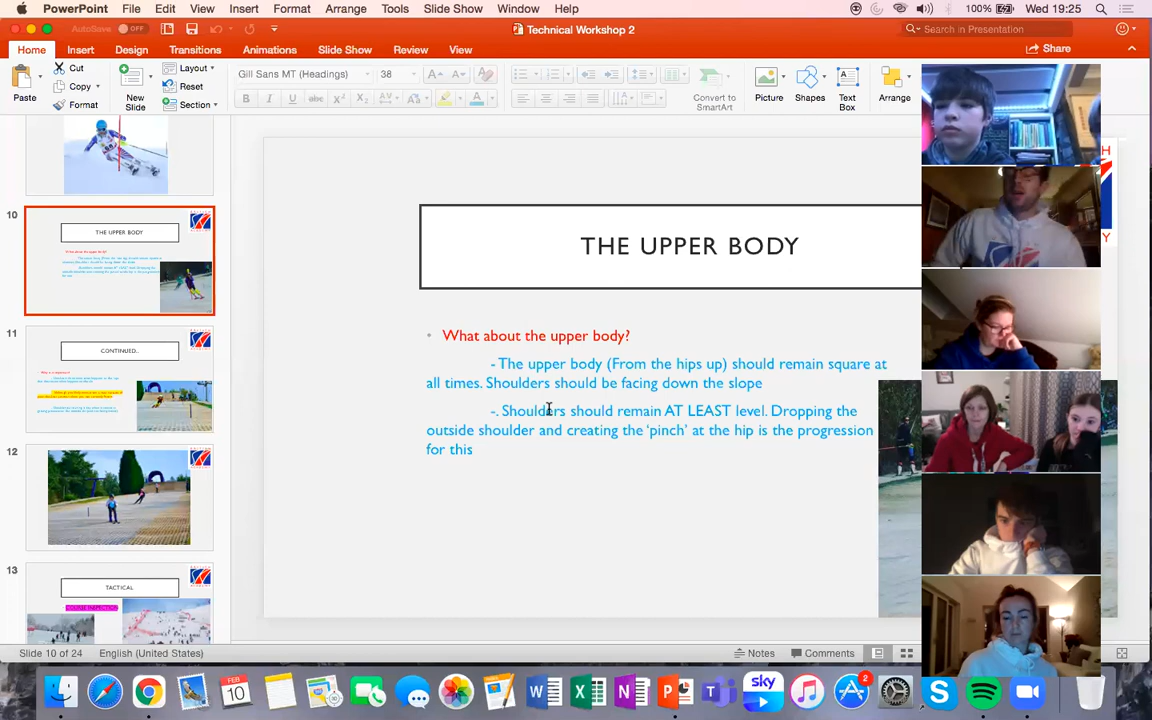 PowerPoint File Edit View Insert Format Arrange Tools Slide Show Window Help 100% Wed 19:25
AutoSave OFF Technical Workshop 2 Search in Presentation
Home Insert Design Transitions Animations Slide Show Review View Share
Paste Cut Copy Format New Slide Layout Reset Section Gill Sans MT (Headings) 38 Convert to SmartArt Picture Shapes Text Box Arrange
10
THE UPPER BODY
11
CONTINUED...
12
13
TACTICAL
COURSE INSPECTION
THE UPPER BODY
• What about the upper body?
- The upper body (From the hips up) should remain square at
all times. Shoulders should be facing down the slope
-. Shoulders should remain AT LEAST level. Dropping the
outside shoulder and creating the ‘pinch’ at the hip is the progression
for this
H
Y
Slide 10 of 24 English (United States) Notes Comments
FEB
10
sky
2